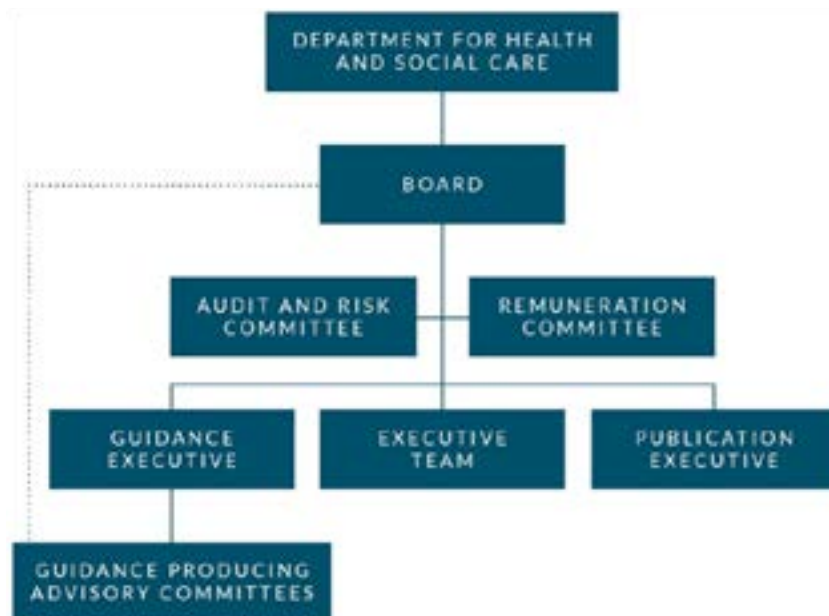 DEPARTMENT FOR HEALTH
AND SOCIAL CARE
BOARD
AUDIT AND RISK
COMMITTEE
REMUNERATION
COMMITTEE
GUIDANCE
EXECUTIVE
EXECUTIVE
TEAM
PUBLICATION
EXECUTIVE
GUIDANCE PRODUCING
ADVISORY COMMITTEES